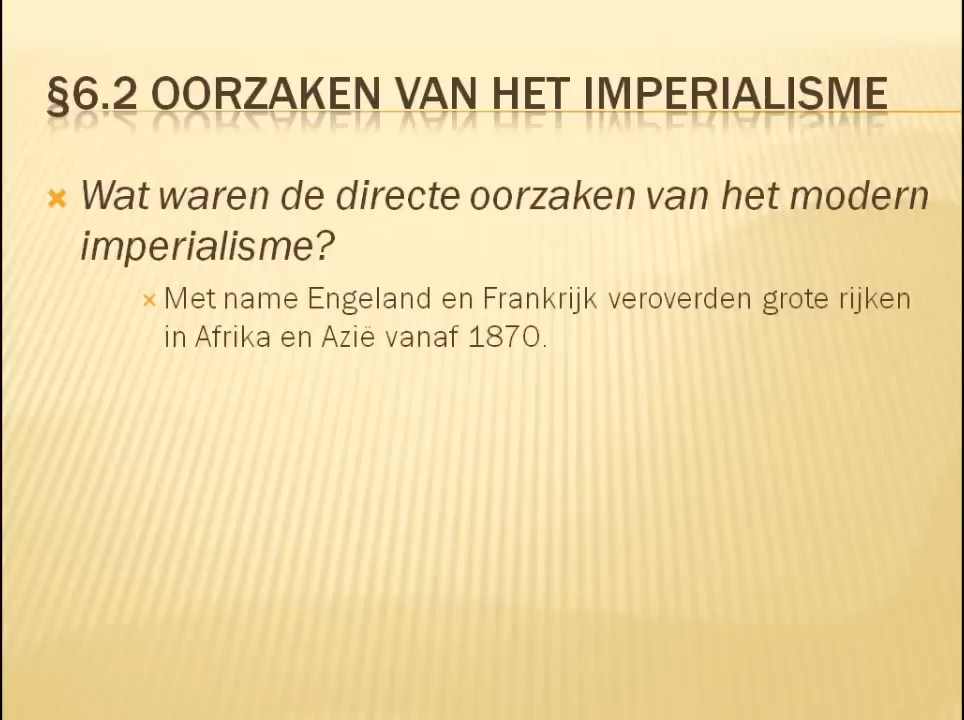 §6.2 OORZAKEN VAN HET IMPERIALISME
Wat waren de directe oorzaken van het modern
imperialisme?
Met name Engeland en Frankrijk veroverden grote rijken
in Afrika en Azië vanaf 1870.